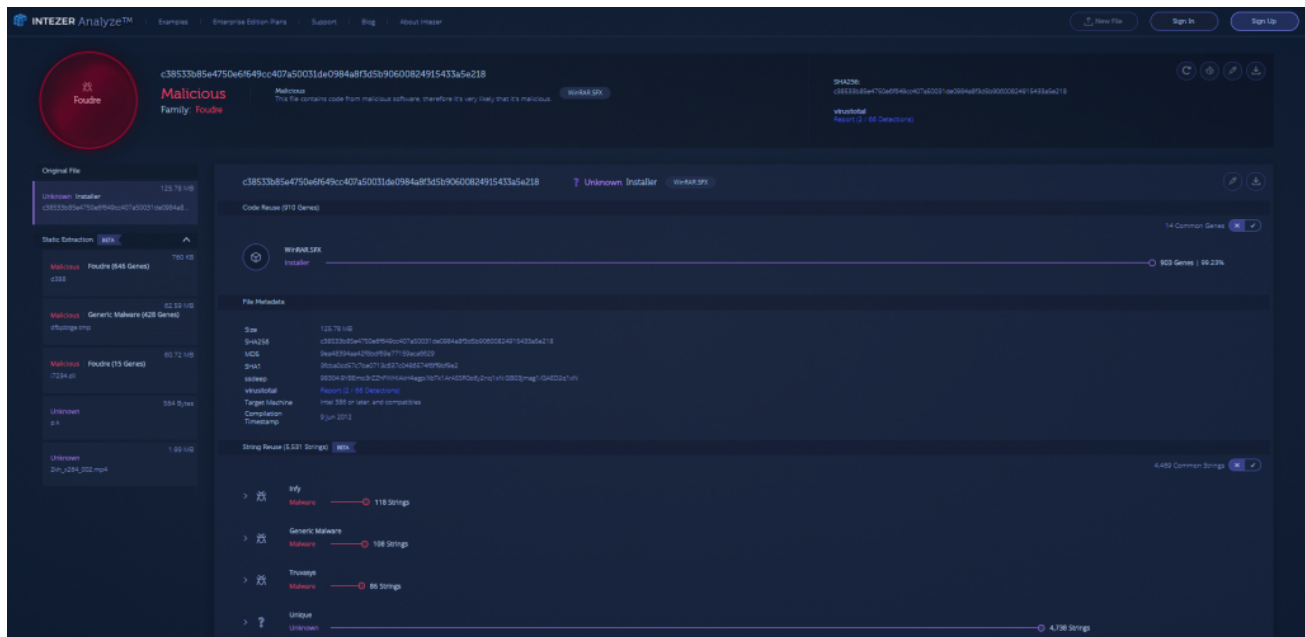 INTEZER Analyze™ Examples Enterprise Edition Plans Support Blog About Intezer New File Sign In Sign Up
Foudre
c38533b85e4750e6f649cc407a50031de0984a8f3d5b90600824915433a5e218
Malicious
Family: Foudre
Malicious
This file contains code from malicious software, therefore it's very likely that it's malicious.
WinRAR.SFX
SHA256:
c38533b85e4750e6f649cc407a50031de0984a8f3d5b90600824915433a5e218
virustotal
Report (2 / 66 Detections)
Original File
125.78 MB
Unknown Installer
c38533b85e4750e6f649cc407a50031de0984a8...
Static Extraction BETA
760 KB
Malicious Foudre (646 Genes)
c388
62.59 MB
Malicious Generic Malware (428 Genes)
60.72 MB
Malicious Foudre (15 Genes)
i7234.dll
Unknown
1.99 MB
Unknown
c38533b85e4750e6f649cc407a50031de0984a8f3d5b90600824915433a5e218 ? Unknown Installer WinRAR.SFX
Code Reuse (910 Genes)
14 Common Genes
WinRAR.SFX
Installer
903 Genes | 99.23%
File Metadata
Size 125.78 MB
SHA256 c38533b85e4750e6f649cc407a50031de0984a8f3d5b90600824915433a5e218
MD5
SHA1
ssdeep
virustotal Report (2 / 66 Detections)
Target Machine Intel 386 or later, and compatibles
Compilation Timestamp 9 Jun 2012
String Reuse (5,531 Strings) BETA
4,489 Common Strings
Infy
Malware 118 Strings
Generic Malware
Malware 108 Strings
Truvasys
Malware 86 Strings
Unique
Unknown 4,738 Strings